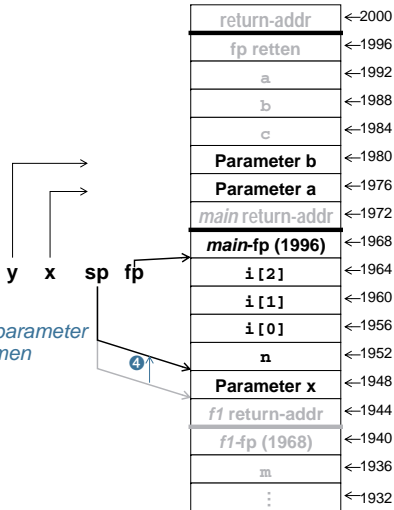 return-addr ←2000
fp retten ←1996
a ←1992
b ←1988
c ←1984
Parameter b ←1980
Parameter a ←1976
main return-addr ←1972
main-fp (1996) ←1968
y x sp fp i[2] ←1964
i[1] ←1960
parameter i[0] ←1956
men ❹ n ←1952
Parameter x ←1948
f1 return-addr ←1944
f1-fp (1968) ←1940
m ←1936
⋮ ←1932